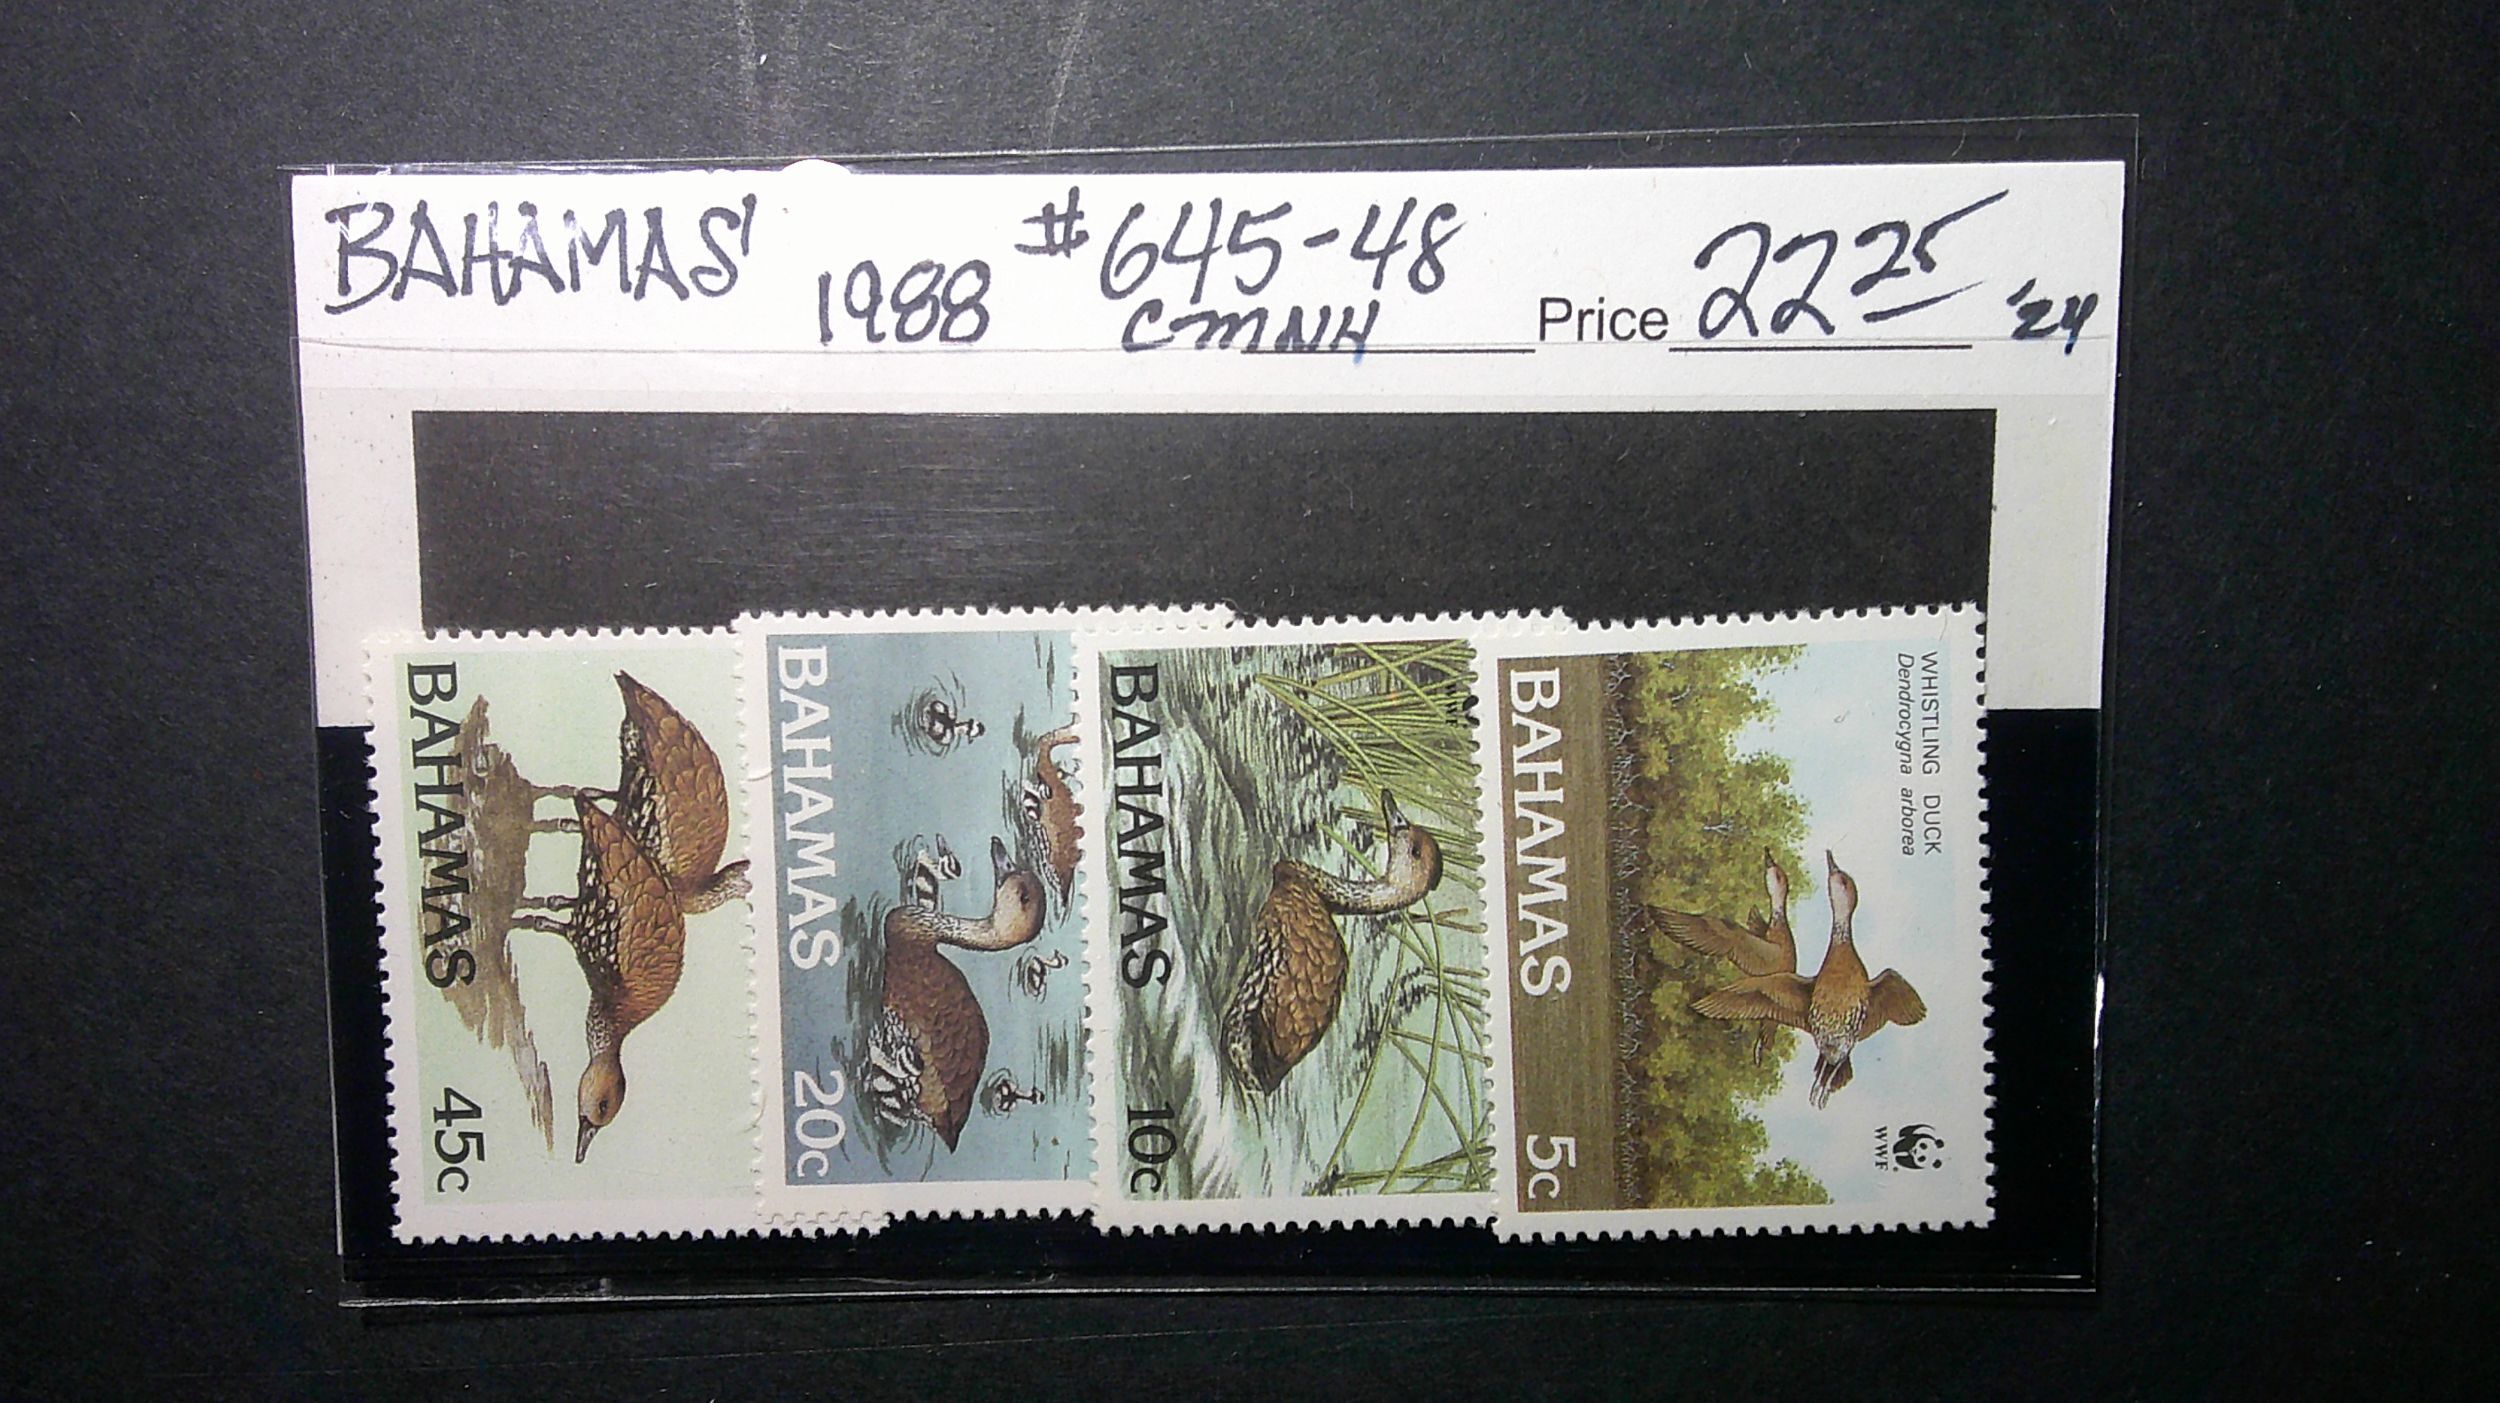 BAHAMAS 1988 #645-48
CMNH Price 22 25 '24
BAHAMAS 45c
BAHAMAS 20c
WWF
BAHAMAS 10c
WHISTLING DUCK
Dendrocygna arborea
WWF
BAHAMAS 5c